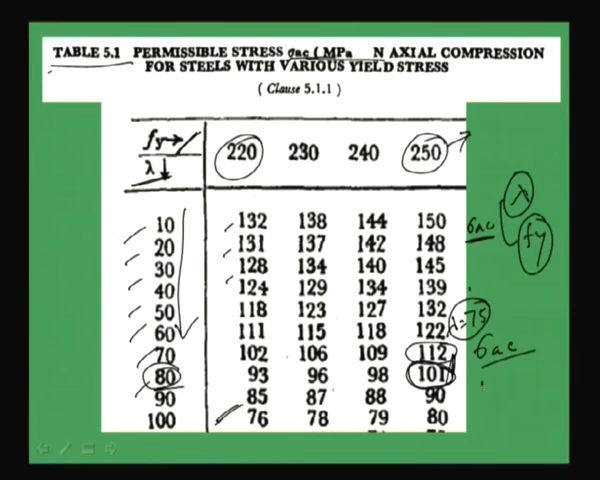 TABLE 5.1 PERMISSIBLE STRESS σac (MPa N AXIAL COMPRESSION
FOR STEELS WITH VARIOUS YIELD STRESS
( Clause 5.1.1 )
fy→ 220 230 240 250
λ↓
10 132 138 144 150
20 131 137 142 148
30 128 134 140 145
40 124 129 134 139
50 118 123 127 132
60 111 115 118 122
70 102 106 109 112
80 93 96 98 101
90 85 87 88 90
100 76 78 79 80
λ
σac
fy
λ=75
σac